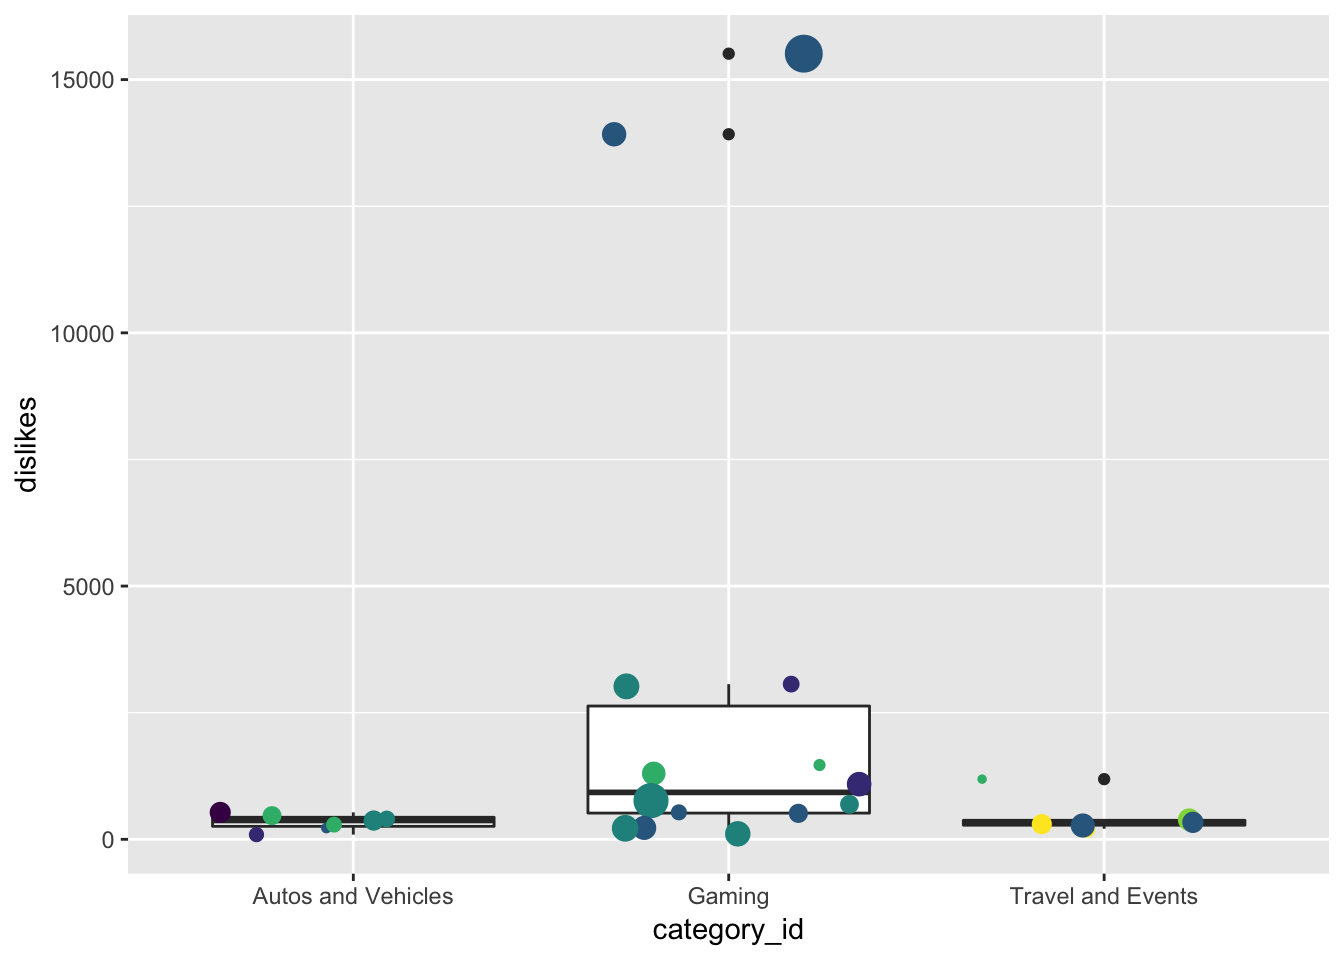 15000
10000
5000
0
dislikes
Autos and Vehicles
Gaming
Travel and Events
category_id